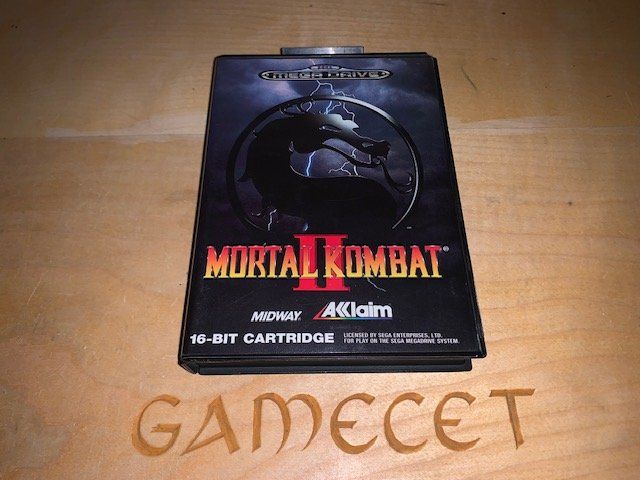 MEGA DRIVE
II
MORTAL KOMBAT®
MIDWAY. AKlaim
16-BIT CARTRIDGE
LICENSED BY SEGA ENTERPRISES, LTD.
FOR PLAY ON THE SEGA MEGADRIVE SYSTEM.
GAMECET